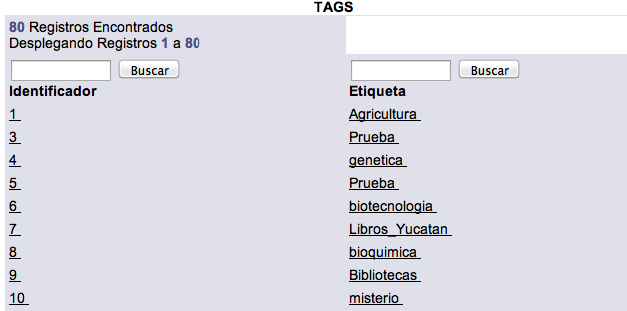 TAGS
80 Registros Encontrados
Desplegando Registros 1 a 80
Buscar Buscar
Identificador Etiqueta
1 Agricultura
3 Prueba
4 genetica
5 Prueba
6 biotecnologia
7 Libros_Yucatan
8 bioquimica
9 Bibliotecas
10 misterio